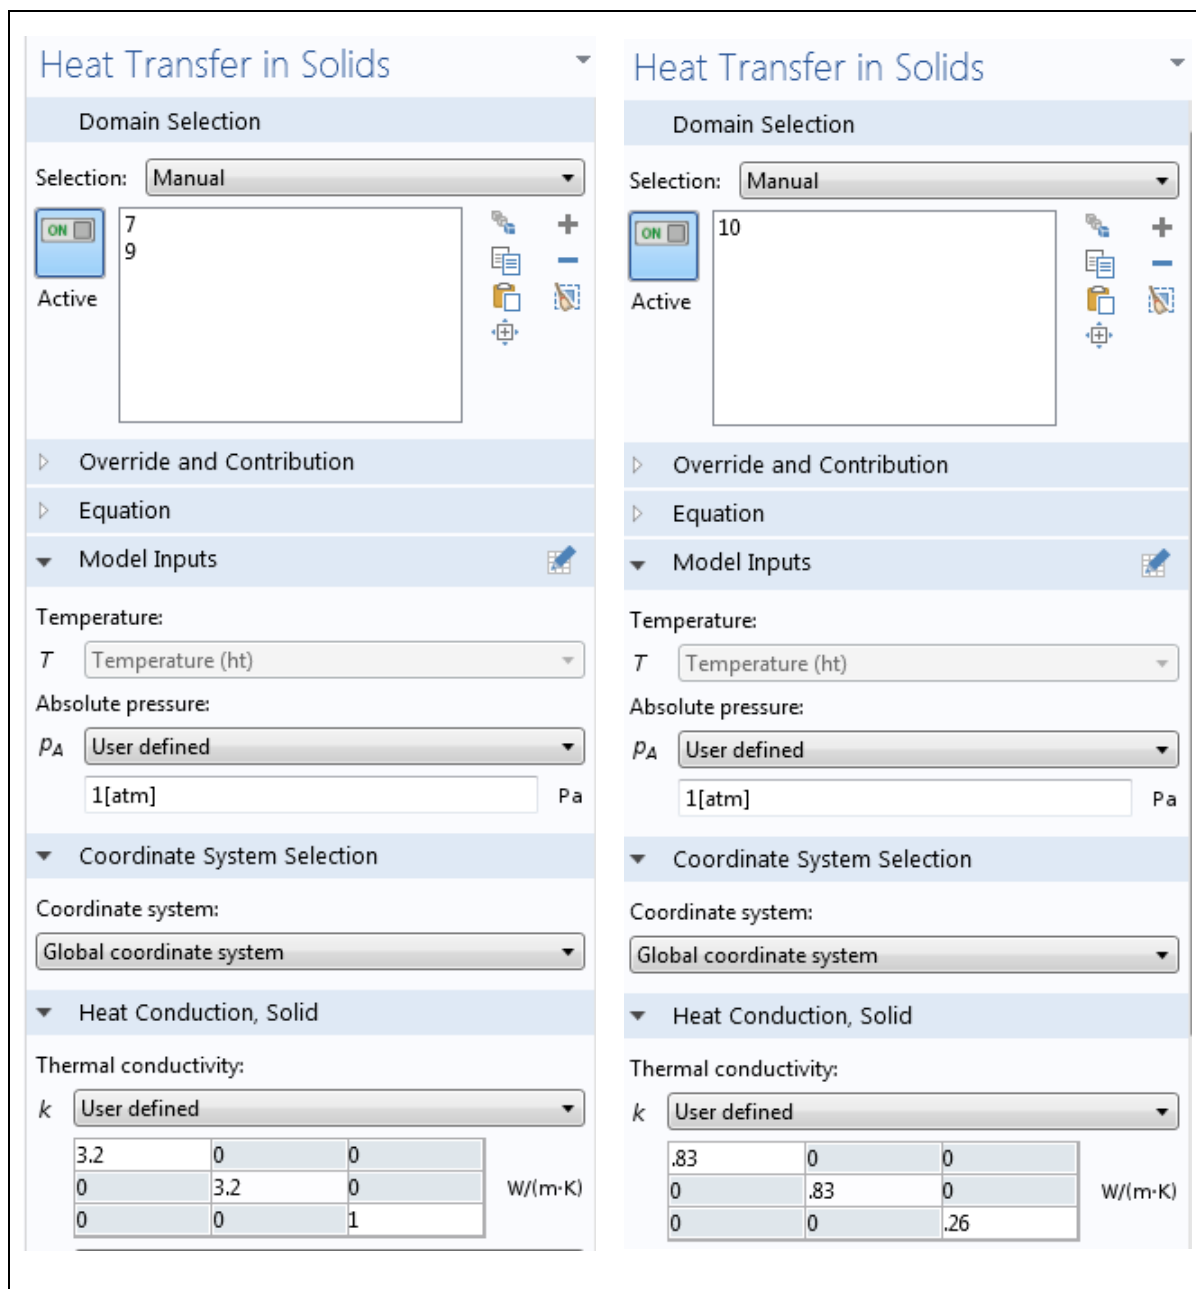 Heat Transfer in Solids
Domain Selection
Selection: Manual
ON
7
9
Active
Override and Contribution
Equation
Model Inputs
Temperature:
T Temperature (ht)
Absolute pressure:
pA User defined
1[atm] Pa
Coordinate System Selection
Coordinate system:
Global coordinate system
Heat Conduction, Solid
Thermal conductivity:
k User defined
3.2 0 0
0 3.2 0 W/(m·K)
0 0 1
Heat Transfer in Solids
Domain Selection
Selection: Manual
ON
10
Active
Override and Contribution
Equation
Model Inputs
Temperature:
T Temperature (ht)
Absolute pressure:
pA User defined
1[atm] Pa
Coordinate System Selection
Coordinate system:
Global coordinate system
Heat Conduction, Solid
Thermal conductivity:
k User defined
.83 0 0
0 .83 0 W/(m·K)
0 0 .26